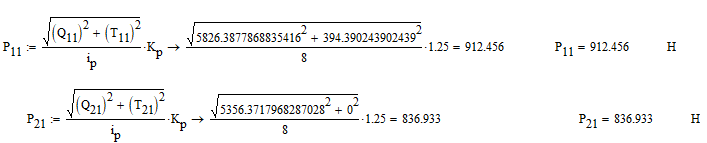 P₁₁ := √((Q₁₁)² + (T₁₁)²) / iₚ · Kₚ → √(5826.3877868835416² + 394.390243902439²) / 8 · 1.25 = 912.456 P₁₁ = 912.456 Н
P₂₁ := √((Q₂₁)² + (T₂₁)²) / iₚ · Kₚ → √(5356.3717968287028² + 0²) / 8 · 1.25 = 836.933 P₂₁ = 836.933 Н